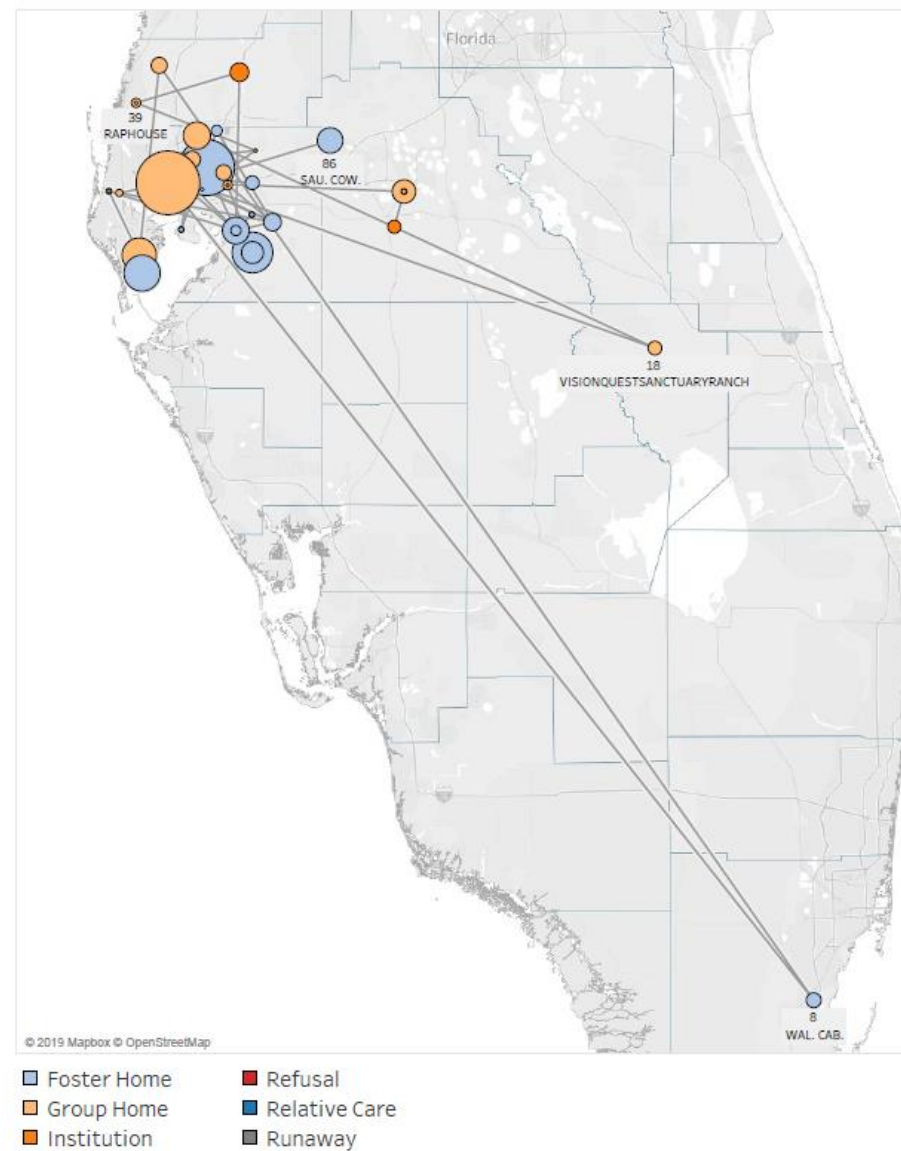 Florida
39
RAPHOUSE
86
SAU. COW.
18
VISIONQUESTSANCTUARYRANCH
8
WAL. CAB.
© 2019 Mapbox © OpenStreetMap
Foster Home
Refusal
Group Home
Relative Care
Institution
Runaway